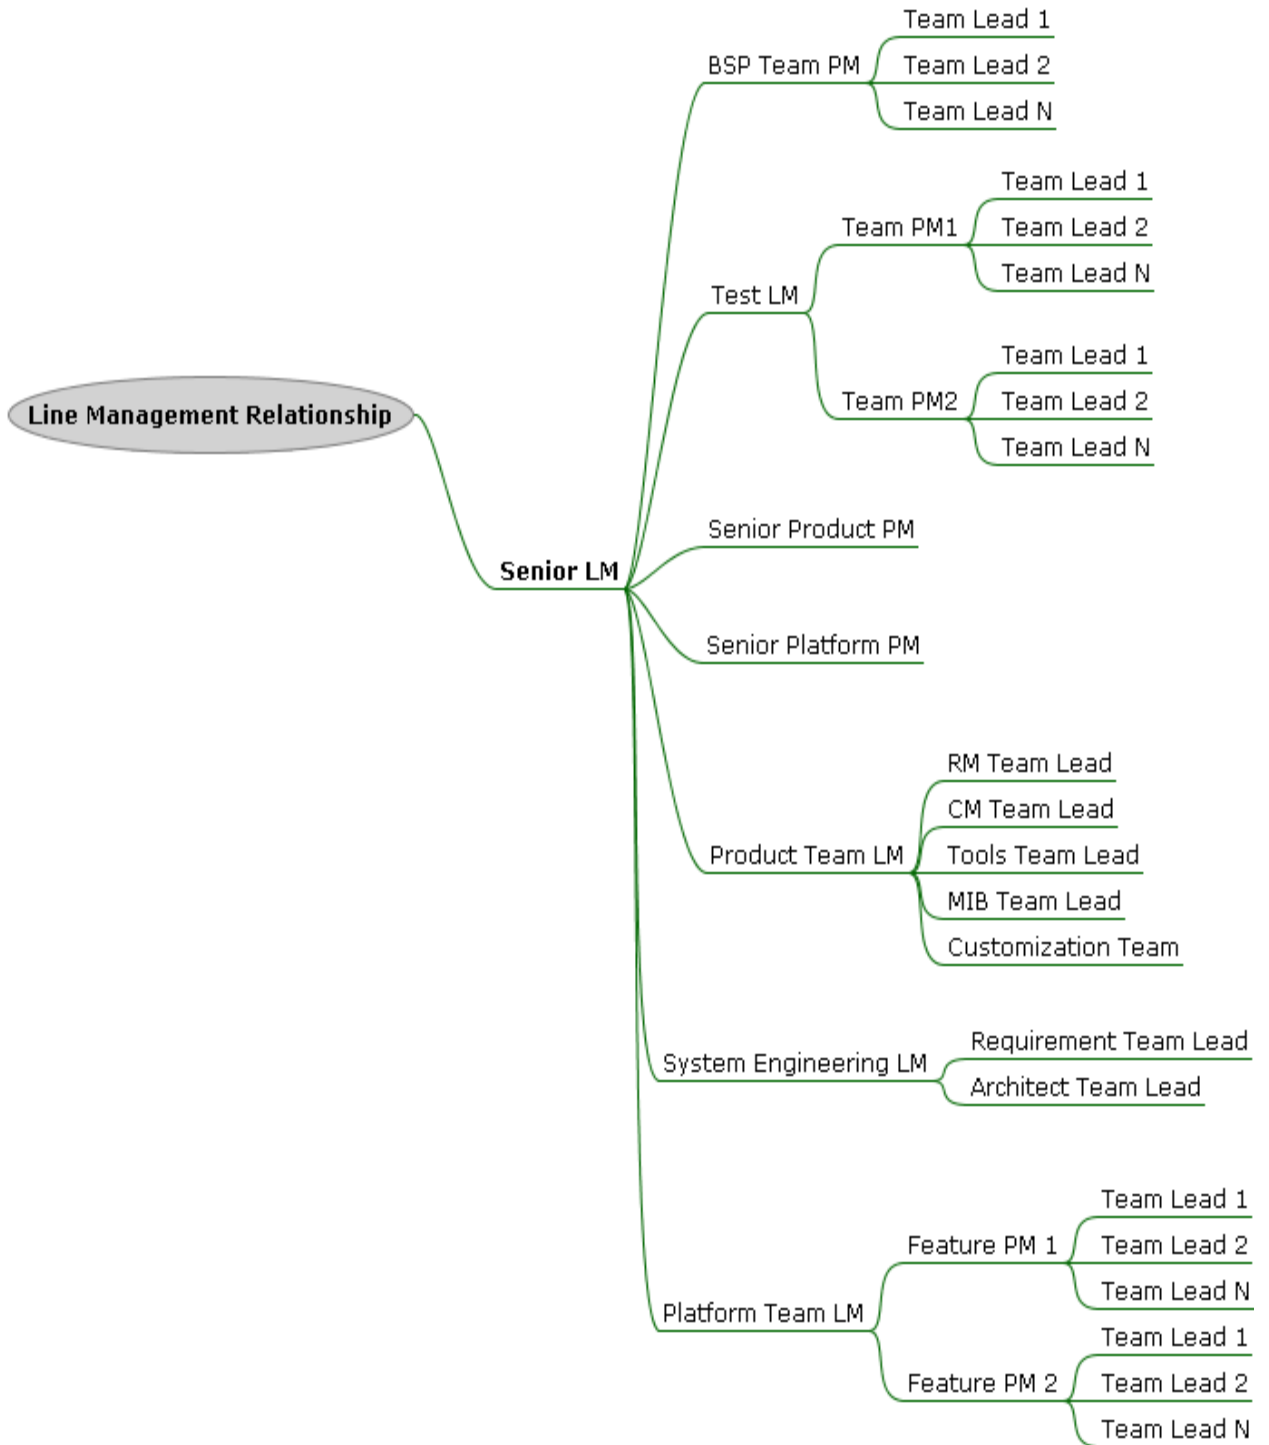 Line Management Relationship
Senior LM
BSP Team PM
Team Lead 1
Team Lead 2
Team Lead N
Test LM
Team PM1
Team Lead 1
Team Lead 2
Team Lead N
Team PM2
Team Lead 1
Team Lead 2
Team Lead N
Senior Product PM
Senior Platform PM
Product Team LM
RM Team Lead
CM Team Lead
Tools Team Lead
MIB Team Lead
Customization Team
System Engineering LM
Requirement Team Lead
Architect Team Lead
Platform Team LM
Feature PM 1
Team Lead 1
Team Lead 2
Team Lead N
Feature PM 2
Team Lead 1
Team Lead 2
Team Lead N